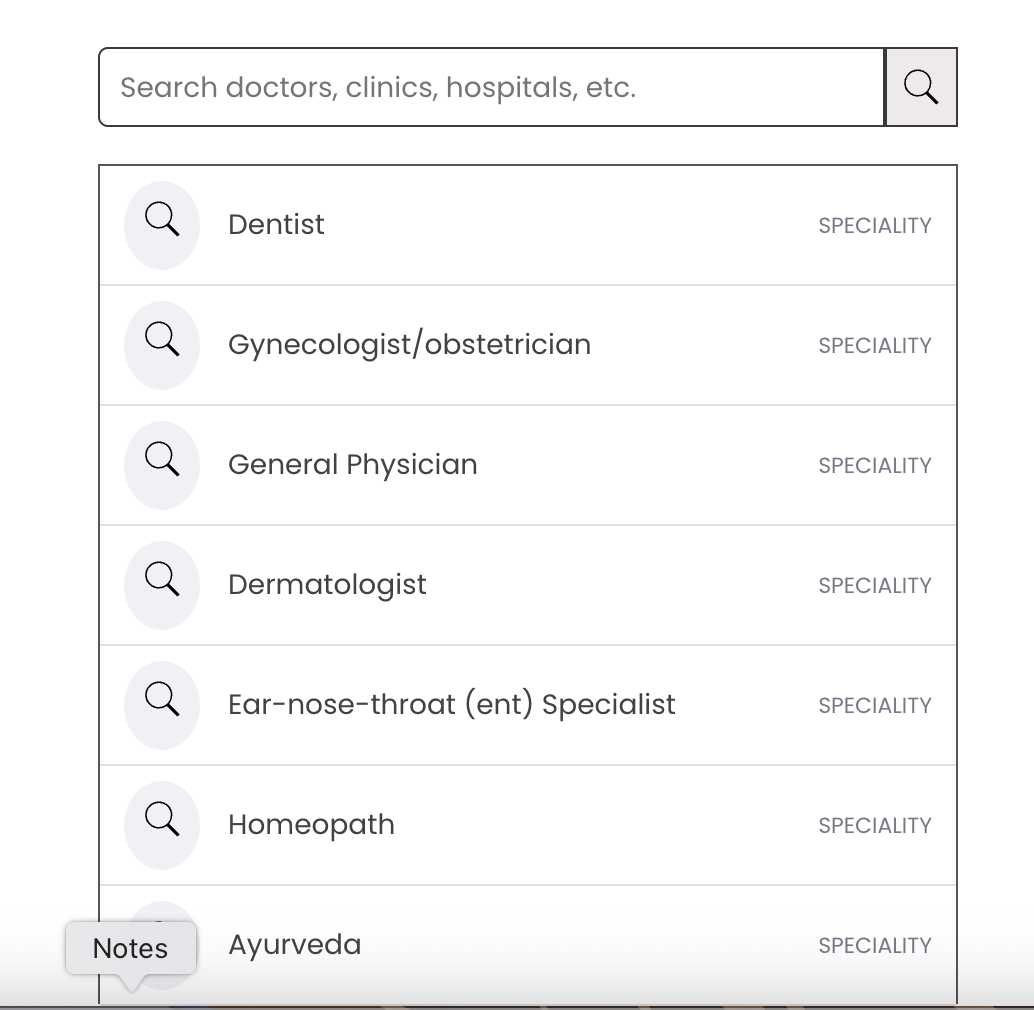 Search doctors, clinics, hospitals, etc.
Dentist SPECIALITY
Gynecologist/obstetrician SPECIALITY
General Physician SPECIALITY
Dermatologist SPECIALITY
Ear-nose-throat (ent) Specialist SPECIALITY
Homeopath SPECIALITY
Ayurveda SPECIALITY
Notes